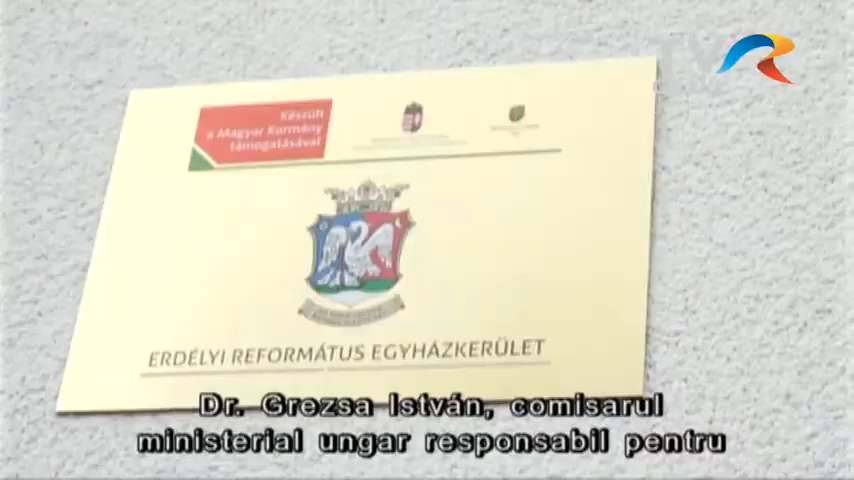 Készült
a Magyar Kormány
támogatásával
ERDÉLYI REFORMÁTUS EGYHÁZKERÜLET
Dr. Grezsa István, comisarul
ministerial ungar responsabil pentru